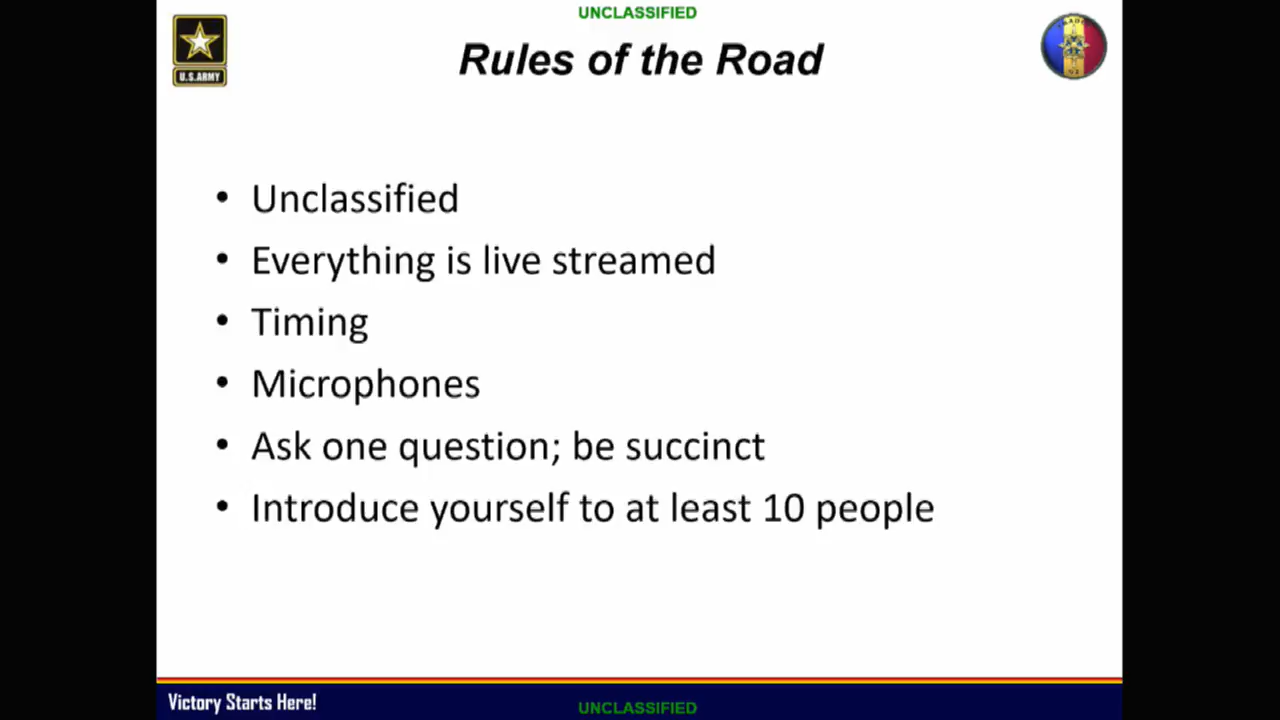 UNCLASSIFIED
Rules of the Road
U.S.ARMY
• Unclassified
• Everything is live streamed
• Timing
• Microphones
• Ask one question; be succinct
• Introduce yourself to at least 10 people
Victory Starts Here!
UNCLASSIFIED